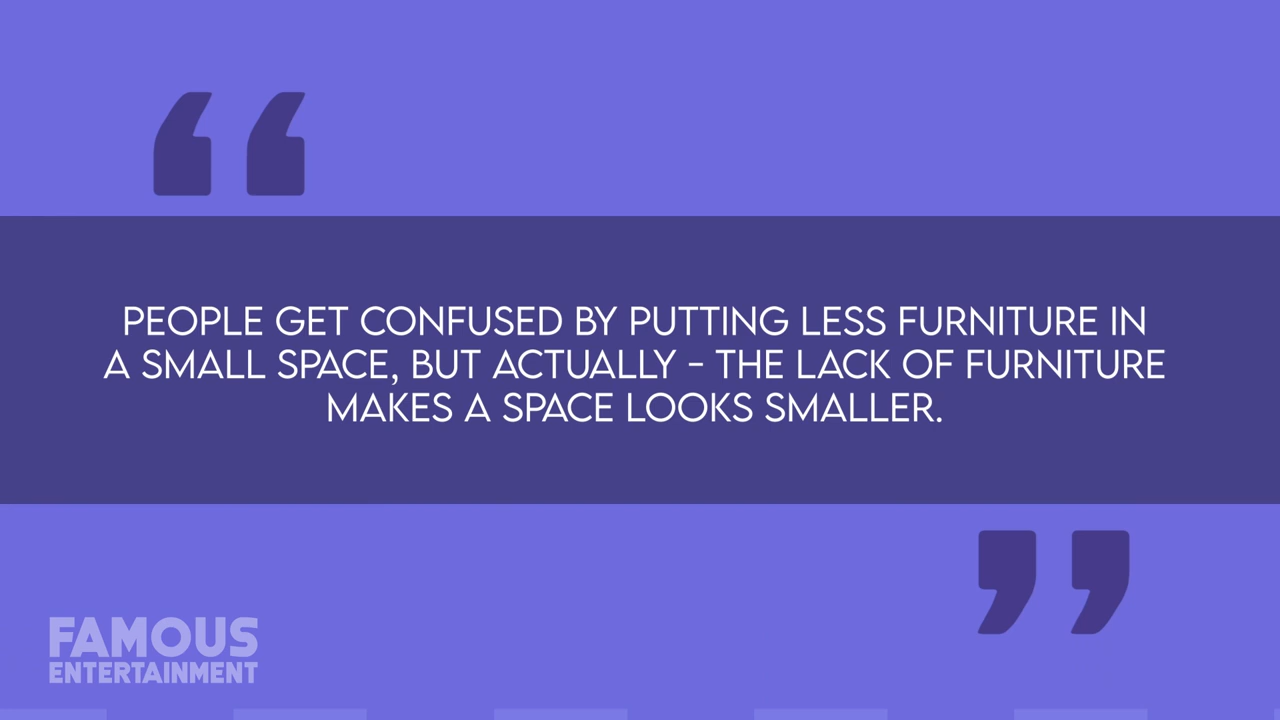 PEOPLE GET CONFUSED BY PUTTING LESS FURNITURE IN
A SMALL SPACE, BUT ACTUALLY - THE LACK OF FURNITURE
MAKES A SPACE LOOKS SMALLER.
FAMOUS
ENTERTAINMENT